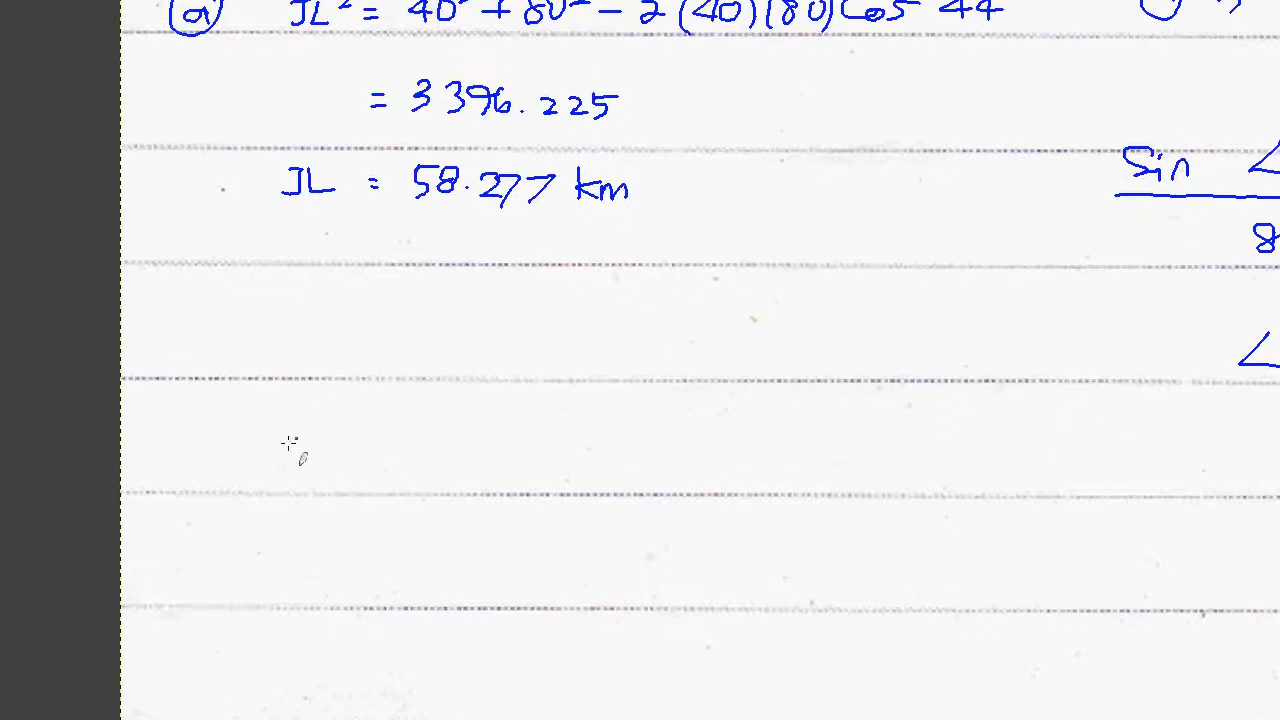 (a) JL² = 40² + 80² - 2(40)(80) Cos 44
= 3396.225
JL = 58.277 km
Sin ∠
8
∠